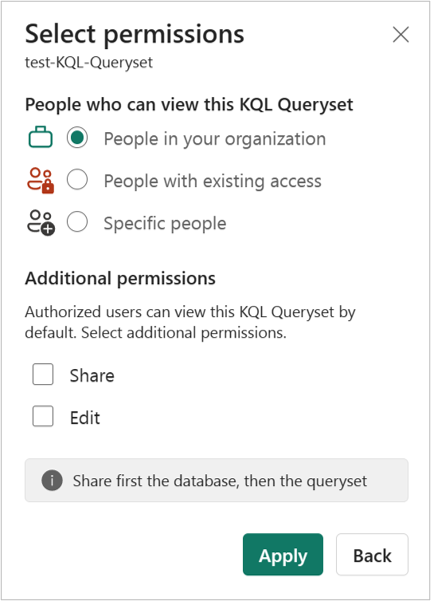 Select permissions
test-KQL-Queryset
People who can view this KQL Queryset
People in your organization
People with existing access
Specific people
Additional permissions
Authorized users can view this KQL Queryset by
default. Select additional permissions.
Share
Edit
Share first the database, then the queryset
Apply
Back